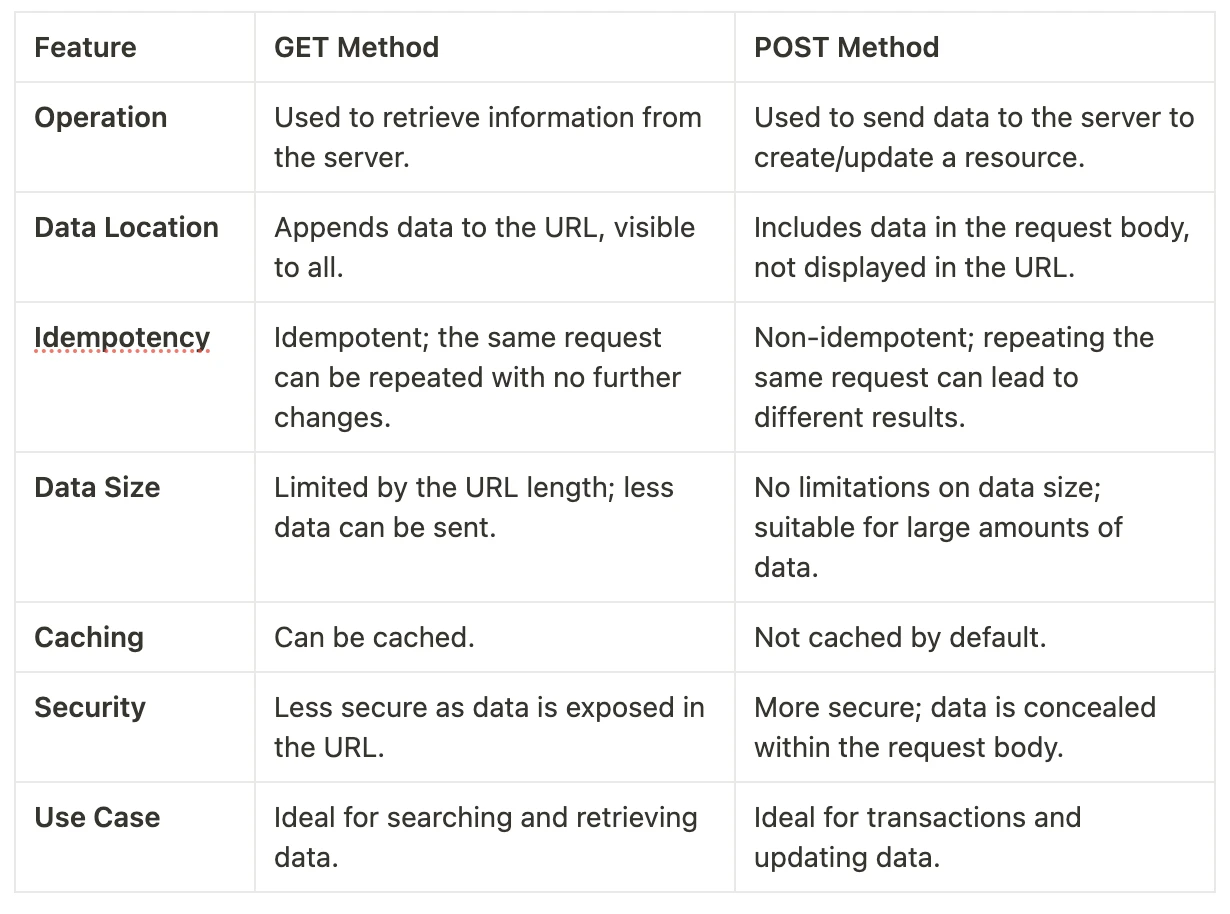 Feature GET Method POST Method
Operation Used to retrieve information from Used to send data to the server to
the server. create/update a resource.
Data Location Appends data to the URL, visible Includes data in the request body,
to all. not displayed in the URL.
Idempotency Idempotent; the same request Non-idempotent; repeating the
can be repeated with no further same request can lead to
changes. different results.
Data Size Limited by the URL length; less No limitations on data size;
data can be sent. suitable for large amounts of
data.
Caching Can be cached. Not cached by default.
Security Less secure as data is exposed in More secure; data is concealed
the URL. within the request body.
Use Case Ideal for searching and retrieving Ideal for transactions and
data. updating data.